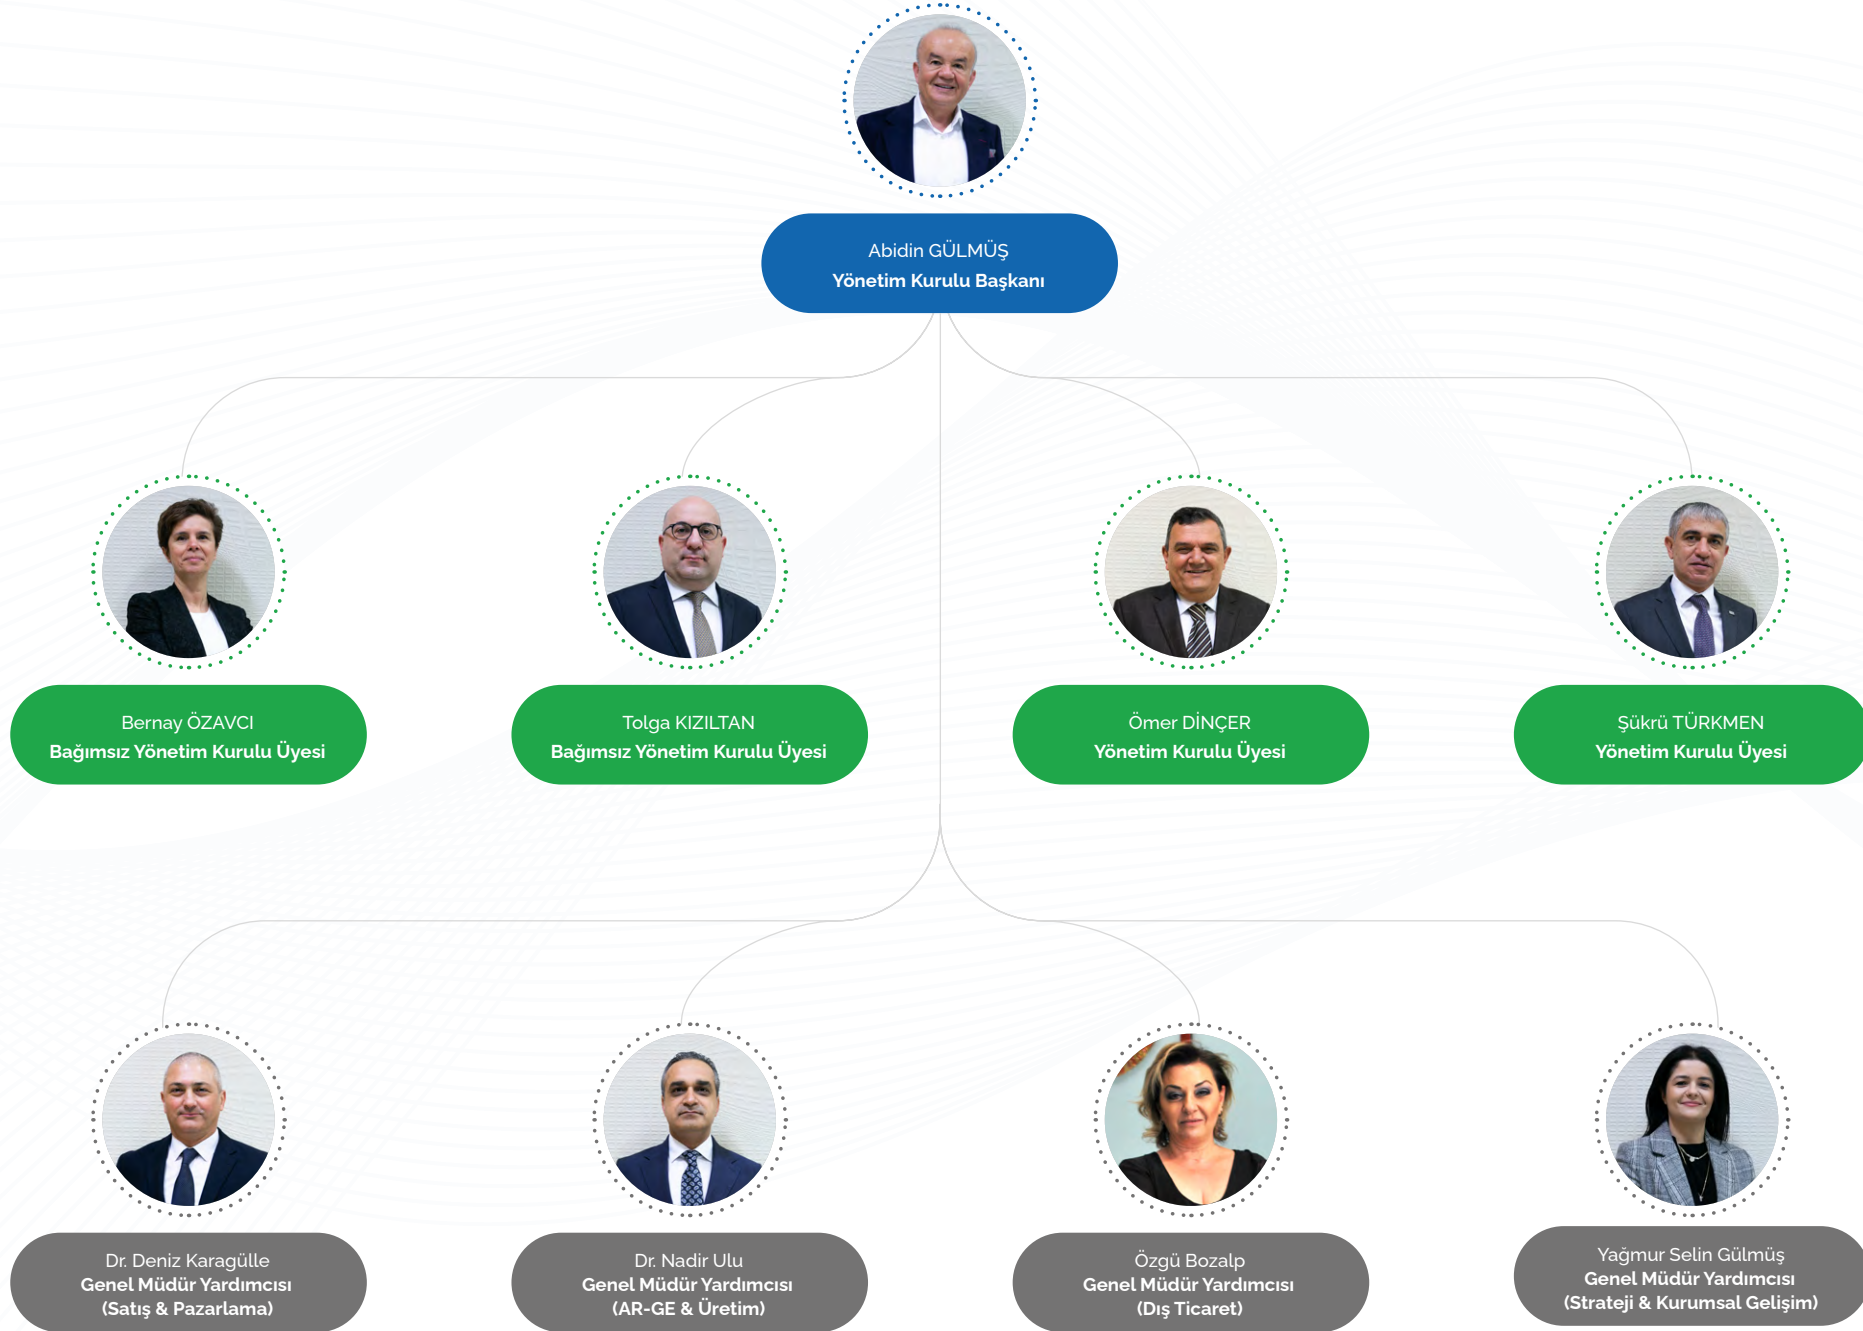 Abidin GÜLMÜŞ
Yönetim Kurulu Başkanı
Bernay ÖZAVCI
Bağımsız Yönetim Kurulu Üyesi
Tolga KIZILTAN
Bağımsız Yönetim Kurulu Üyesi
Ömer DİNÇER
Yönetim Kurulu Üyesi
Şükrü TÜRKMEN
Yönetim Kurulu Üyesi
Dr. Deniz Karagülle
Genel Müdür Yardımcısı
(Satış & Pazarlama)
Dr. Nadir Ulu
Genel Müdür Yardımcısı
(AR-GE & Üretim)
Özgü Bozalp
Genel Müdür Yardımcısı
(Dış Ticaret)
Yağmur Selin Gülmüş
Genel Müdür Yardımcısı
(Strateji & Kurumsal Gelişim)